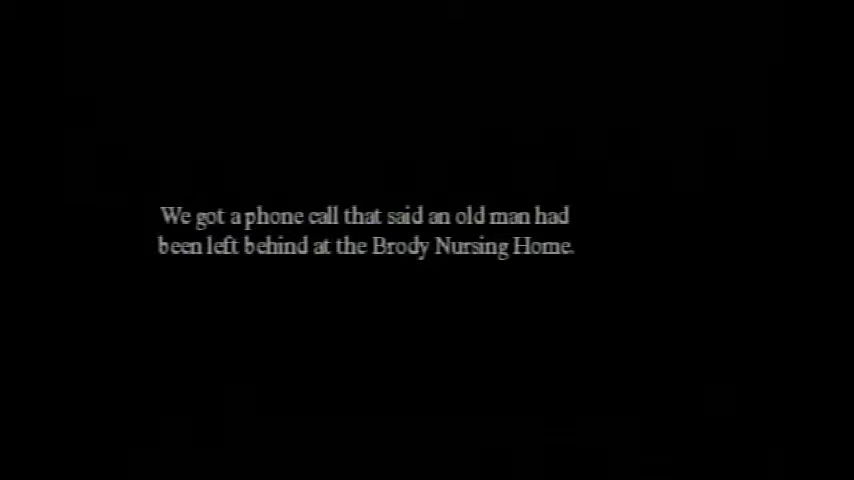 We got a phone call that said an old man had
been left behind at the Brody Nursing Home.